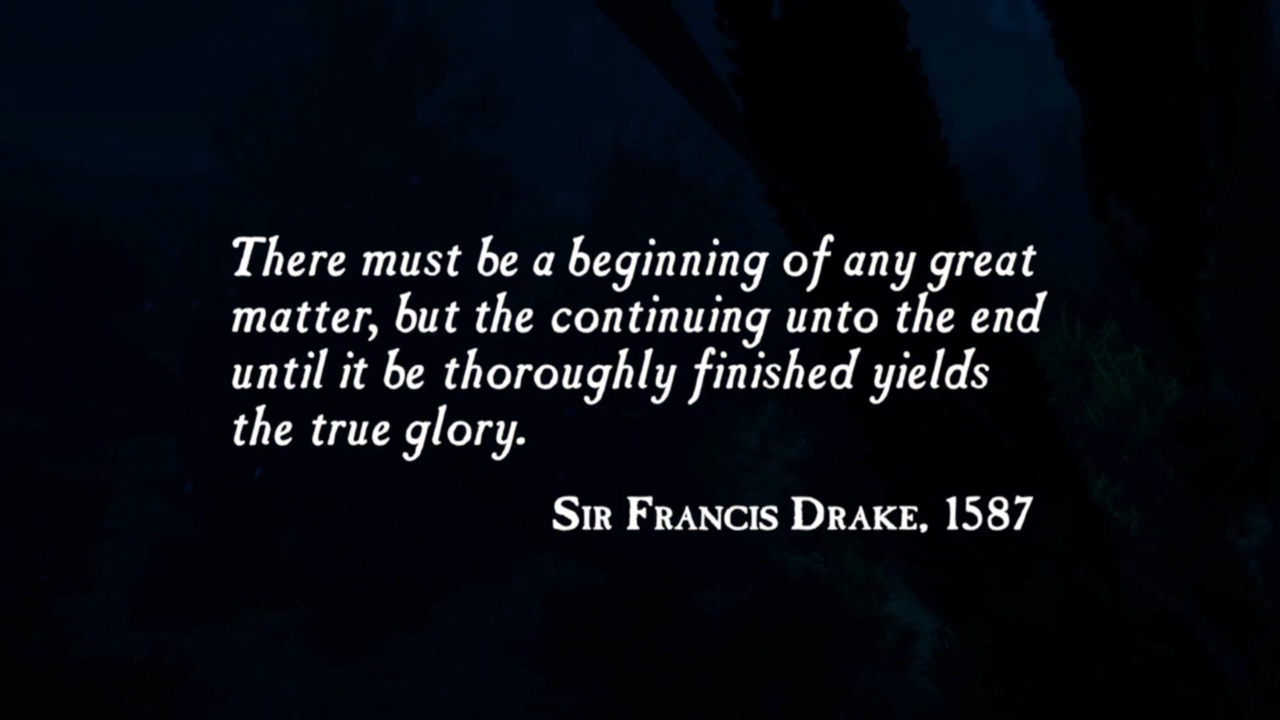 There must be a beginning of any great
matter, but the continuing unto the end
until it be thoroughly finished yields
the true glory.
Sir Francis Drake, 1587